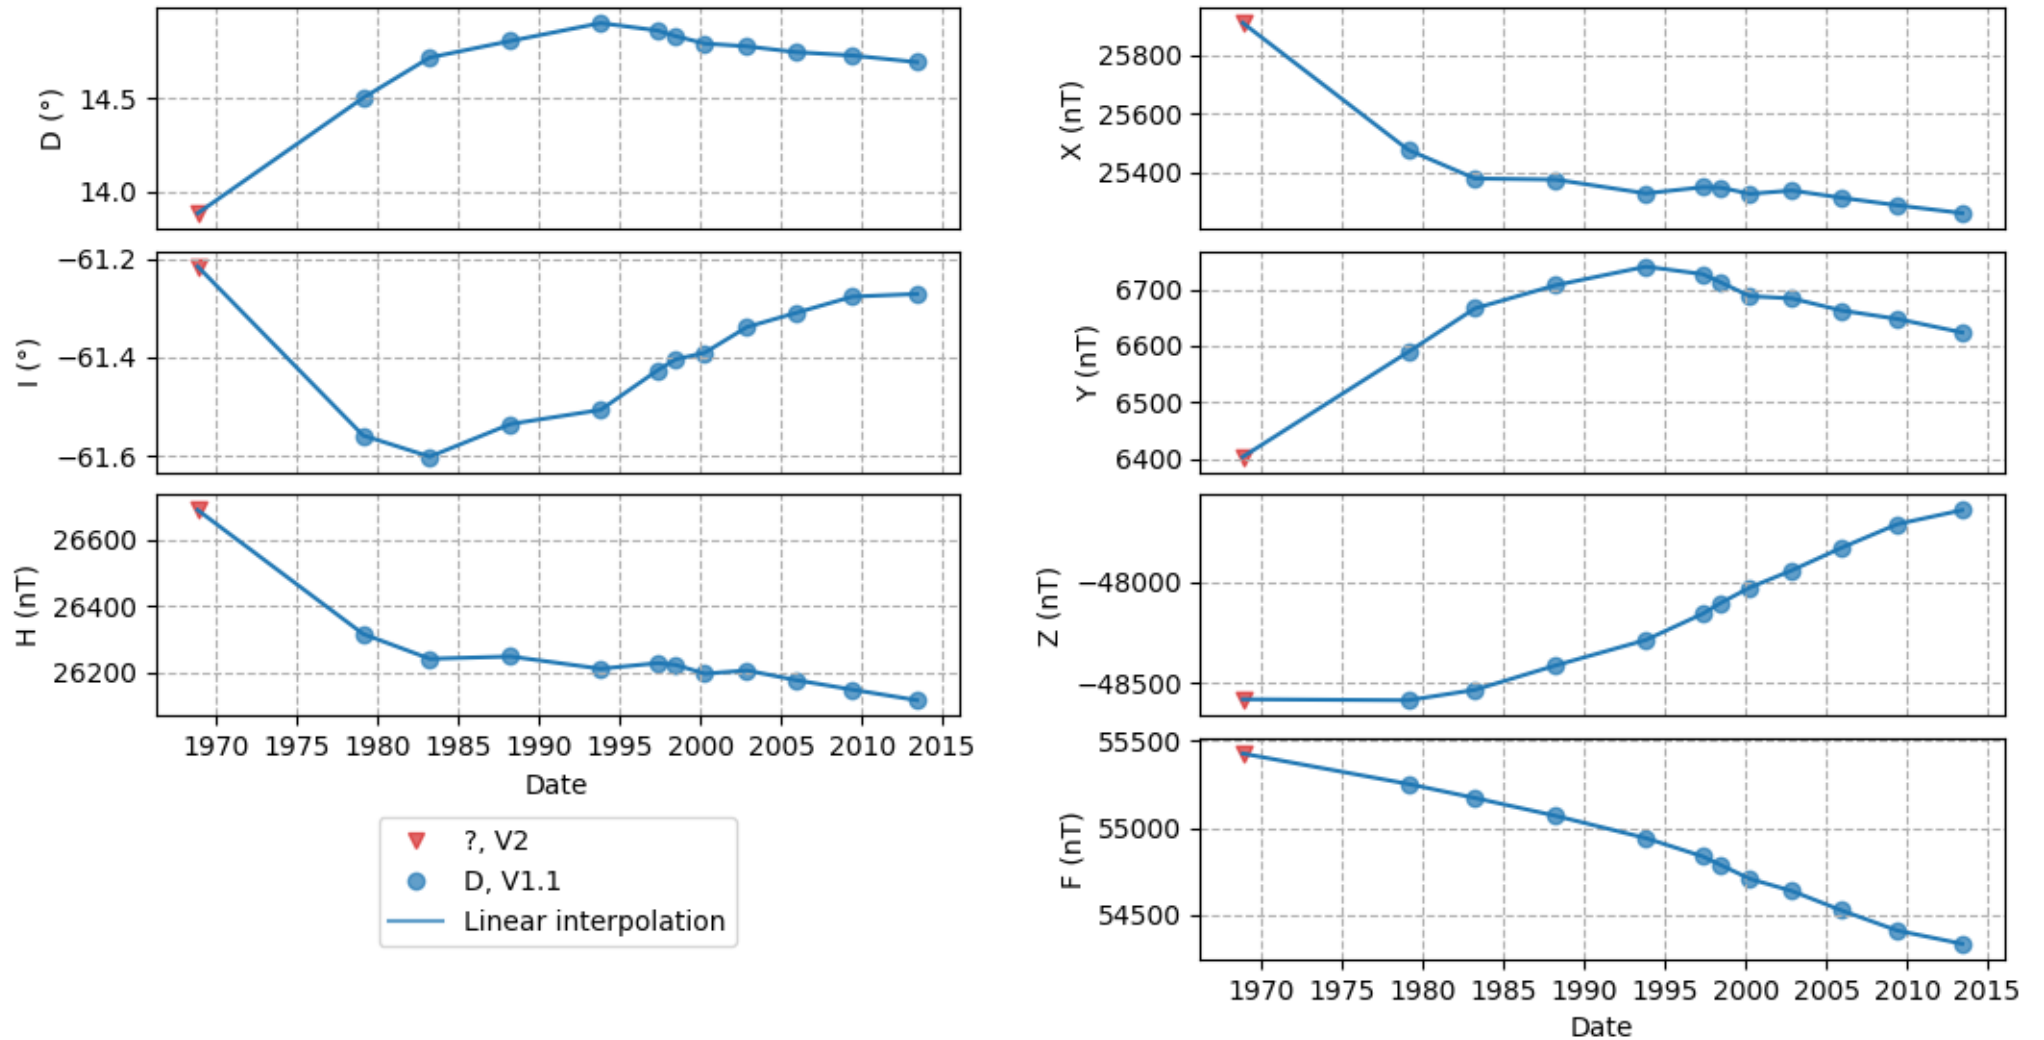 D (°)
14.5
14.0
I (°)
−61.2
−61.4
−61.6
H (nT)
26600
26400
26200
1970 1975 1980 1985 1990 1995 2000 2005 2010 2015
Date
?, V2
D, V1.1
Linear interpolation
X (nT)
25800
25600
25400
Y (nT)
6700
6600
6500
6400
Z (nT)
−48000
−48500
F (nT)
55500
55000
54500
1970 1975 1980 1985 1990 1995 2000 2005 2010 2015
Date